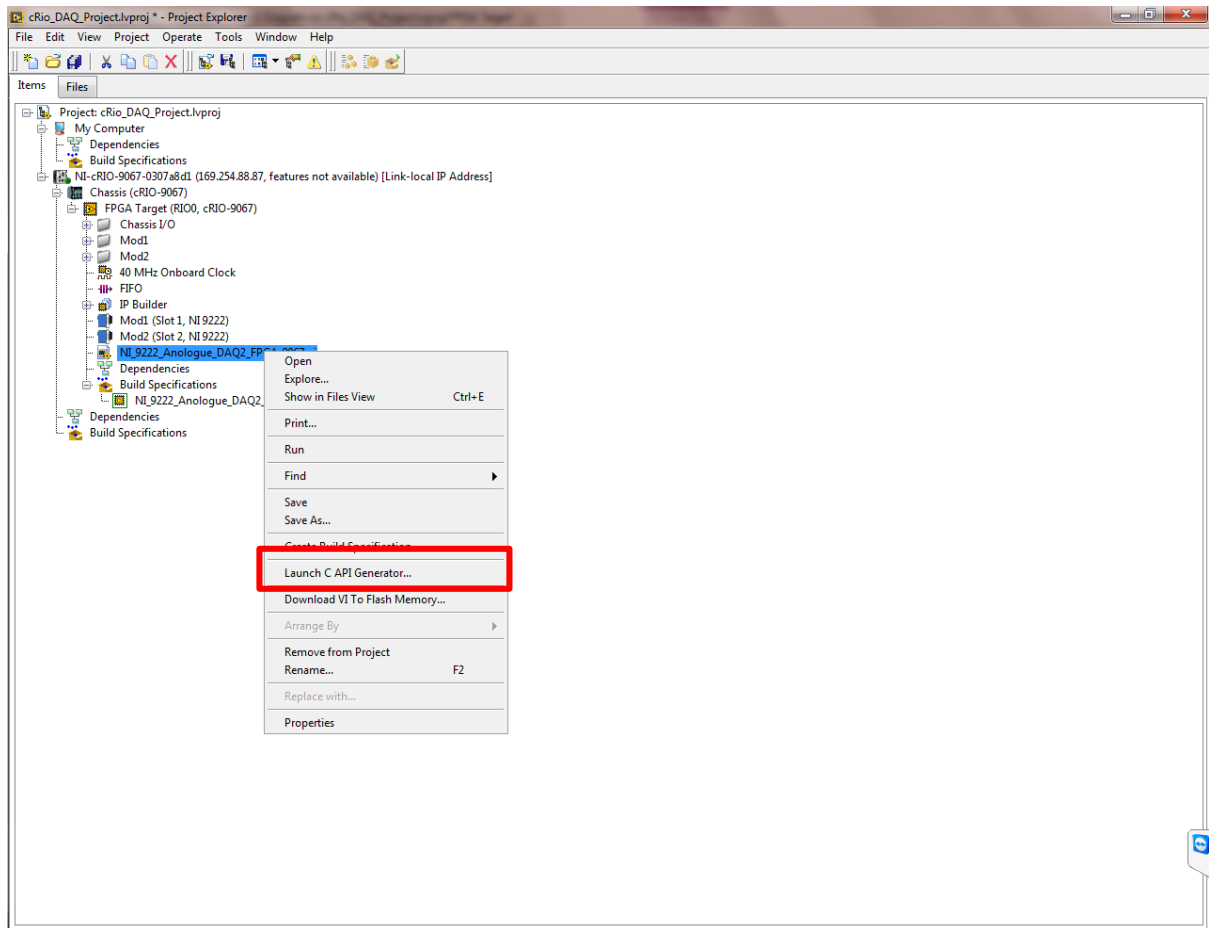 cRio_DAQ_Project.lvproj * - Project Explorer
File Edit View Project Operate Tools Window Help
Items Files
Project: cRio_DAQ_Project.lvproj
My Computer
Dependencies
Build Specifications
NI-cRIO-9067-0307a8d1 (169.254.88.87, features not available) [Link-local IP Address]
Chassis (cRIO-9067)
FPGA Target (RIO0, cRIO-9067)
Chassis I/O
Mod1
Mod2
40 MHz Onboard Clock
FIFO
IP Builder
Mod1 (Slot 1, NI 9222)
Mod2 (Slot 2, NI 9222)
NI_9222_Anologue_DAQ2_FPGA_9067
Dependencies
Build Specifications
NI_9222_Anologue_DAQ2_
Dependencies
Build Specifications
Open
Explore...
Show in Files View Ctrl+E
Print...
Run
Find
Save
Save As...
Create Build Specification
Launch C API Generator...
Download VI To Flash Memory...
Arrange By
Remove from Project
Rename... F2
Replace with...
Properties